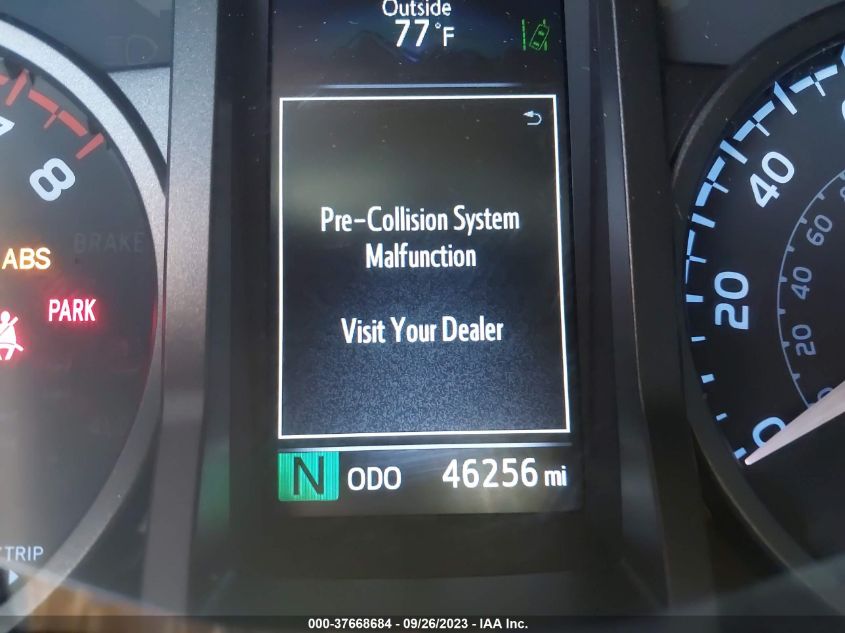 Outside
77°F
8
ABS
BRAKE
PARK
Pre-Collision System
Malfunction
Visit Your Dealer
N ODO 46256 mi
TRIP
40
20
0
60
40
20
000-37668684 - 09/26/2023 - IAA Inc.